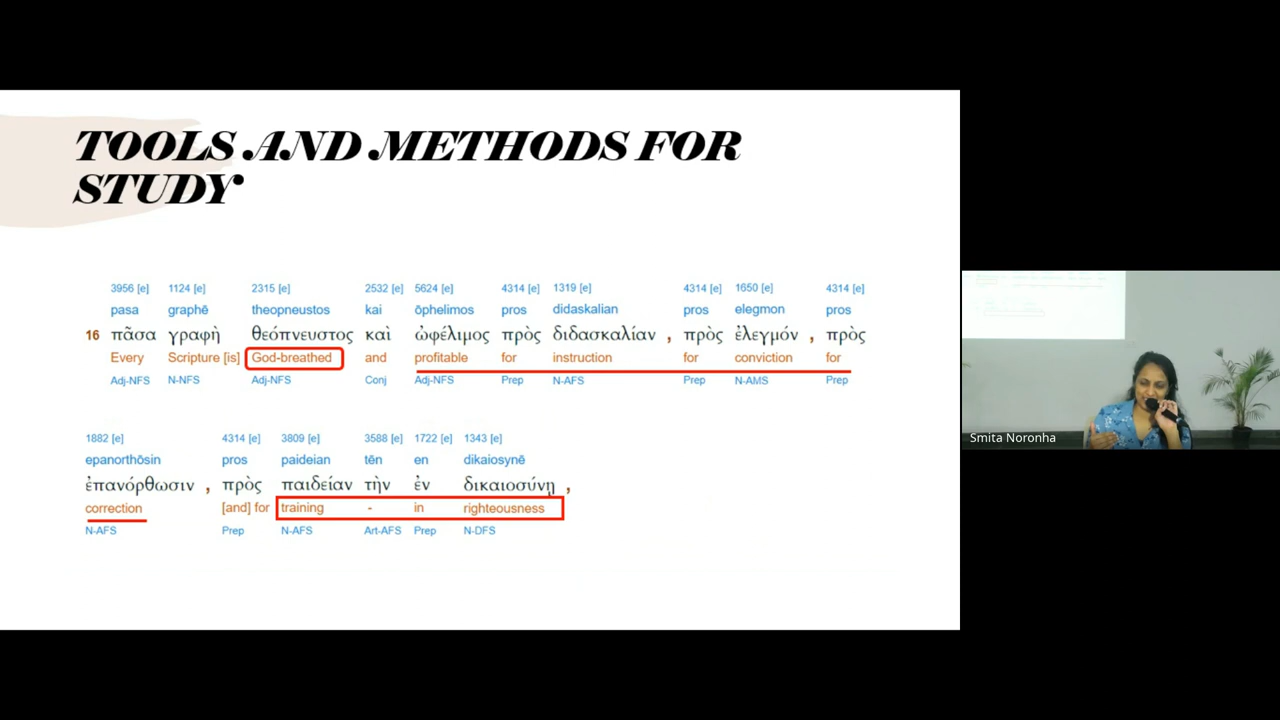 TOOLS AND METHODS FOR
STUDY
3956 [e] 1124 [e] 2315 [e] 2532 [e] 5624 [e] 4314 [e] 1319 [e] 4314 [e] 1650 [e] 4314 [e]
pasa graphē theopneustos kai ōphelimos pros didaskalian pros elegmon pros
16 πᾶσα γραφὴ θεόπνευστος καὶ ὠφέλιμος πρὸς διδασκαλίαν , πρὸς ἐλεγμόν , πρὸς
Every Scripture [is] God-breathed and profitable for instruction for conviction for
Adj-NFS N-NFS Adj-NFS Conj Adj-NFS Prep N-AFS Prep N-AMS Prep
1882 [e] 4314 [e] 3809 [e] 3588 [e] 1722 [e] 1343 [e]
epanorthōsin pros paideian tēn en dikaiosynē
ἐπανόρθωσιν , πρὸς παιδείαν τὴν ἐν δικαιοσύνῃ ,
correction [and] for training - in righteousness
N-AFS Prep N-AFS Art-AFS Prep N-DFS
Smita Noronha